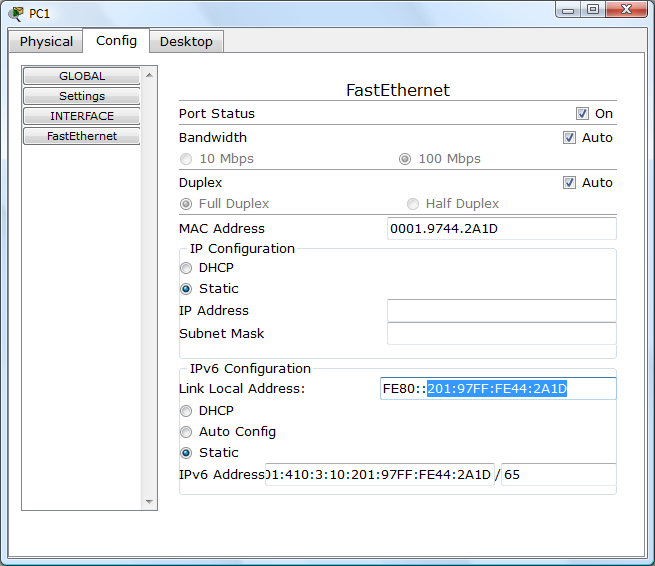 PC1
Physical Config Desktop
GLOBAL
Settings
INTERFACE
FastEthernet
FastEthernet
Port Status On
Bandwidth Auto
10 Mbps 100 Mbps
Duplex Auto
Full Duplex Half Duplex
MAC Address 0001.9744.2A1D
IP Configuration
DHCP
Static
IP Address
Subnet Mask
IPv6 Configuration
Link Local Address: FE80::201:97FF:FE44:2A1D
DHCP
Auto Config
Static
IPv6 Address 01:410:3:10:201:97FF:FE44:2A1D / 65